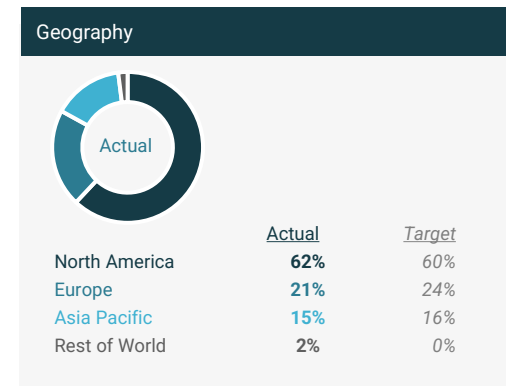 Geography
Actual
Actual Target
North America 62% 60%
Europe 21% 24%
Asia Pacific 15% 16%
Rest of World 2% 0%